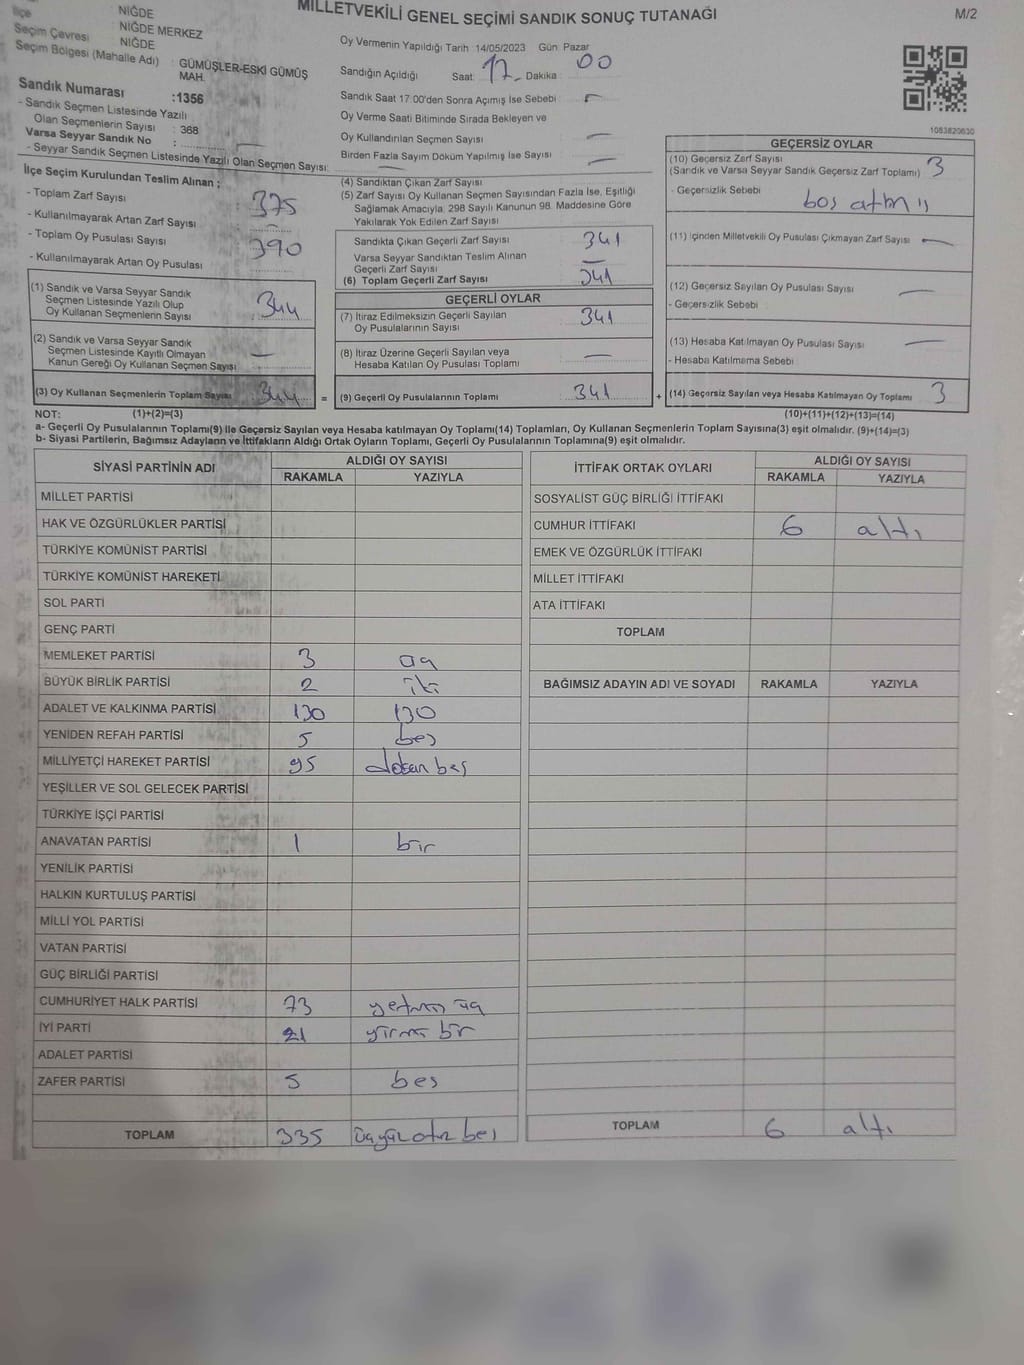 MİLLETVEKİLİ GENEL SEÇİMİ SANDIK SONUÇ TUTANAĞI
M/2
İlçe NİĞDE
Seçim Çevresi NİĞDE MERKEZ
Seçim Bölgesi (Mahalle Adı) : NİĞDE
GÜMÜŞLER-ESKİ GÜMÜŞ MAH.
Sandık Numarası :1356
- Sandık Seçmen Listesinde Yazılı
Olan Seçmenlerin Sayısı : 368
Varsa Seyyar Sandık No :
- Seyyar Sandık Seçmen Listesinde Yazılı Olan Seçmen Sayısı:
İlçe Seçim Kurulundan Teslim Alınan ;
- Toplam Zarf Sayısı : 375
- Kullanılmayarak Artan Zarf Sayısı : –
- Toplam Oy Pusulası Sayısı : 390
- Kullanılmayarak Artan Oy Pusulası
(1) Sandık ve Varsa Seyyar Sandık
Seçmen Listesinde Yazılı Olup
Oy Kullanan Seçmenlerin Sayısı : 344
(2) Sandık ve Varsa Seyyar Sandık
Seçmen Listesinde Kayıtlı Olmayan
Kanun Gereği Oy Kullanan Seçmen Sayısı : —
(3) Oy Kullanan Seçmenlerin Toplam Sayısı : 344 =
Oy Vermenin Yapıldığı Tarih 14/05/2023 Gün Pazar
Sandığın Açıldığı Saat: 17 Dakika : 00
Sandık Saat 17:00'den Sonra Açımış İse Sebebi :
Oy Verme Saati Bitiminde Sırada Bekleyen ve
Oy Kullandırılan Seçmen Sayısı : —
Birden Fazla Sayım Döküm Yapılmış İse Sayısı : —
(4) Sandıktan Çıkan Zarf Sayısı
(5) Zarf Sayısı Oy Kullanan Seçmen Sayısından Fazla İse, Eşitliği
Sağlamak Amacıyla; 298 Sayılı Kanunun 98. Maddesine Göre
Yakılarak Yok Edilen Zarf Sayısı
Sandıkta Çıkan Geçerli Zarf Sayısı : 341
Varsa Seyyar Sandıktan Teslim Alınan
Geçerli Zarf Sayısı : —
(6) Toplam Geçerli Zarf Sayısı : 341
GEÇERLİ OYLAR
(7) İtiraz Edilmeksizin Geçerli Sayılan
Oy Pusulalarının Sayısı : 341
(8) İtiraz Üzerine Geçerli Sayılan veya
Hesaba Katılan Oy Pusulası Toplamı : —
(9) Geçerli Oy Pusulalarının Toplamı : 341 +
1083820630
GEÇERSİZ OYLAR
(10) Geçersiz Zarf Sayısı
(Sandık ve Varsa Seyyar Sandık Geçersiz Zarf Toplamı) : 3
- Geçersizlik Sebebi : boş atmış
(11) İçinden Milletvekili Oy Pusulası Çıkmayan Zarf Sayısı : —
(12) Geçersiz Sayılan Oy Pusulası Sayısı : —
- Geçersizlik Sebebi :
(13) Hesaba Katılmayan Oy Pusulası Sayısı : —
- Hesaba Katılmama Sebebi :
(14) Geçersiz Sayılan veya Hesaba Katılmayan Oy Toplamı : 3
NOT: (1)+(2)=(3) (10)+(11)+(12)+(13)=(14)
a- Geçerli Oy Pusulalarının Toplamı(9) ile Geçersiz Sayılan veya Hesaba katılmayan Oy Toplamı(14) Toplamları, Oy Kullanan Seçmenlerin Toplam Sayısına(3) eşit olmalıdır. (9)+(14)=(3)
b- Siyasi Partilerin, Bağımsız Adayların ve İttifakların Aldığı Ortak Oyların Toplamı, Geçerli Oy Pusulalarının Toplamına(9) eşit olmalıdır.
SİYASİ PARTİNİN ADI ALDIĞI OY SAYISI
RAKAMLA YAZIYLA
MİLLET PARTİSİ
HAK VE ÖZGÜRLÜKLER PARTİSİ
TÜRKİYE KOMÜNİST PARTİSİ
TÜRKİYE KOMÜNİST HAREKETİ
SOL PARTİ
GENÇ PARTİ
MEMLEKET PARTİSİ 3 üç
BÜYÜK BİRLİK PARTİSİ 2 iki
ADALET VE KALKINMA PARTİSİ 130 130
YENİDEN REFAH PARTİSİ 5 beş
MİLLİYETÇİ HAREKET PARTİSİ 95 doksan beş
YEŞİLLER VE SOL GELECEK PARTİSİ
TÜRKİYE İŞÇİ PARTİSİ
ANAVATAN PARTİSİ 1 bir
YENİLİK PARTİSİ
HALKIN KURTULUŞ PARTİSİ
MİLLİ YOL PARTİSİ
VATAN PARTİSİ
GÜÇ BİRLİĞİ PARTİSİ
CUMHURİYET HALK PARTİSİ 73 yetmiş üç
İYİ PARTİ 21 yirmi bir
ADALET PARTİSİ
ZAFER PARTİSİ 5 beş
TOPLAM 335 üçyüz otuz beş
İTTİFAK ORTAK OYLARI ALDIĞI OY SAYISI
RAKAMLA YAZIYLA
SOSYALİST GÜÇ BİRLİĞİ İTTİFAKI
CUMHUR İTTİFAKI 6 altı
EMEK VE ÖZGÜRLÜK İTTİFAKI
MİLLET İTTİFAKI
ATA İTTİFAKI
TOPLAM
BAĞIMSIZ ADAYIN ADI VE SOYADI RAKAMLA YAZIYLA
TOPLAM 6 altı